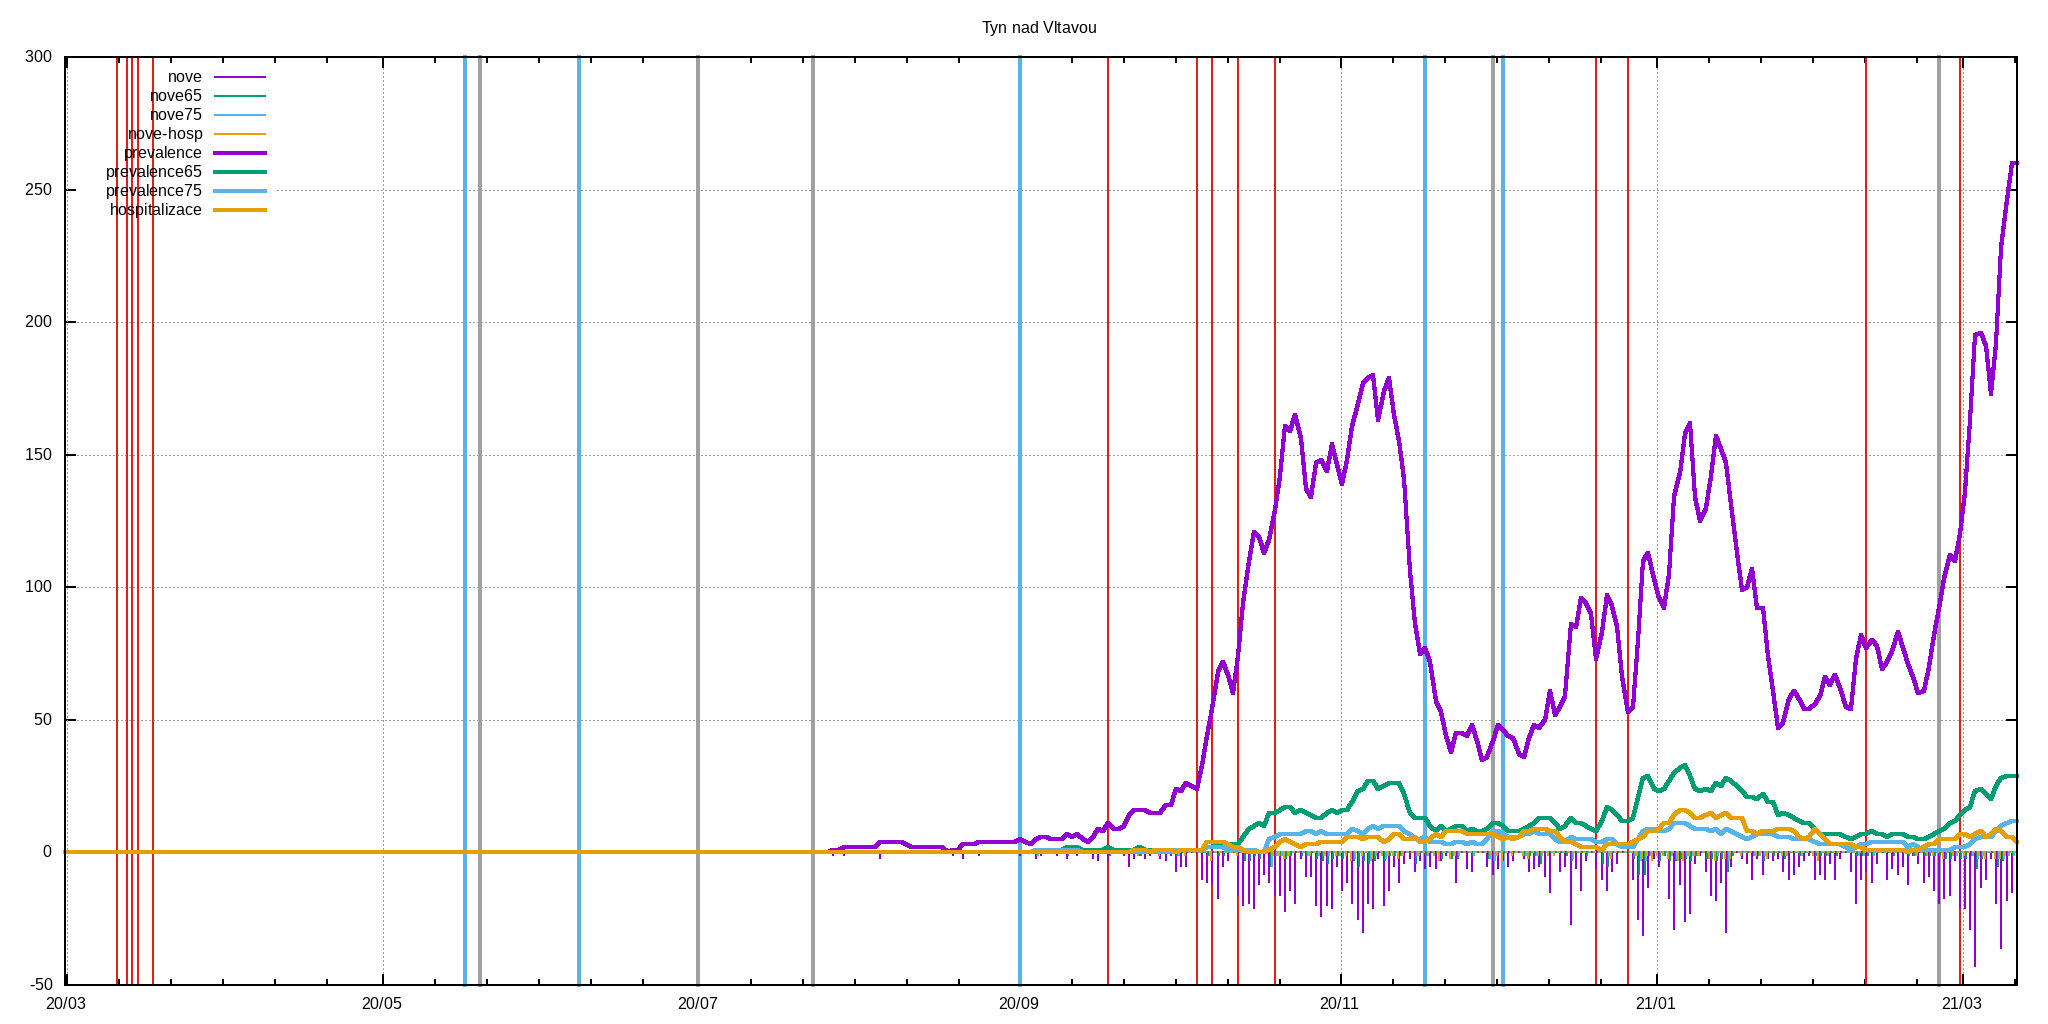 Tyn nad Vltavou
300
nove
nove65
nove75
nove-hosp
prevalence
prevalence65
prevalence75
hospitalizace
250
200
150
100
50
0
-50
20/03 20/05 20/07 20/09 20/11 21/01 21/03